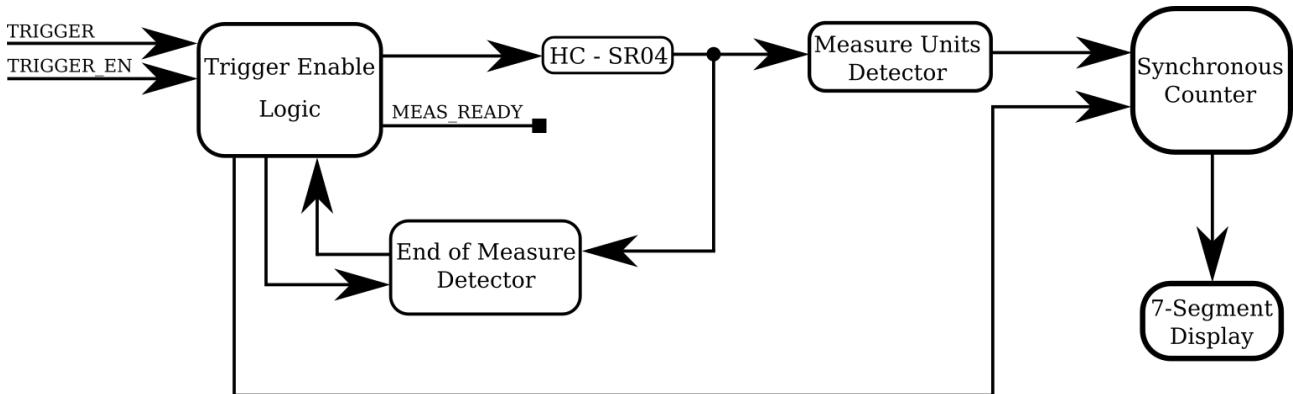 TRIGGER
TRIGGER_EN
Trigger Enable
Logic
MEAS_READY
HC - SR04
Measure Units
Detector
Synchronous
Counter
End of Measure
Detector
7-Segment
Display